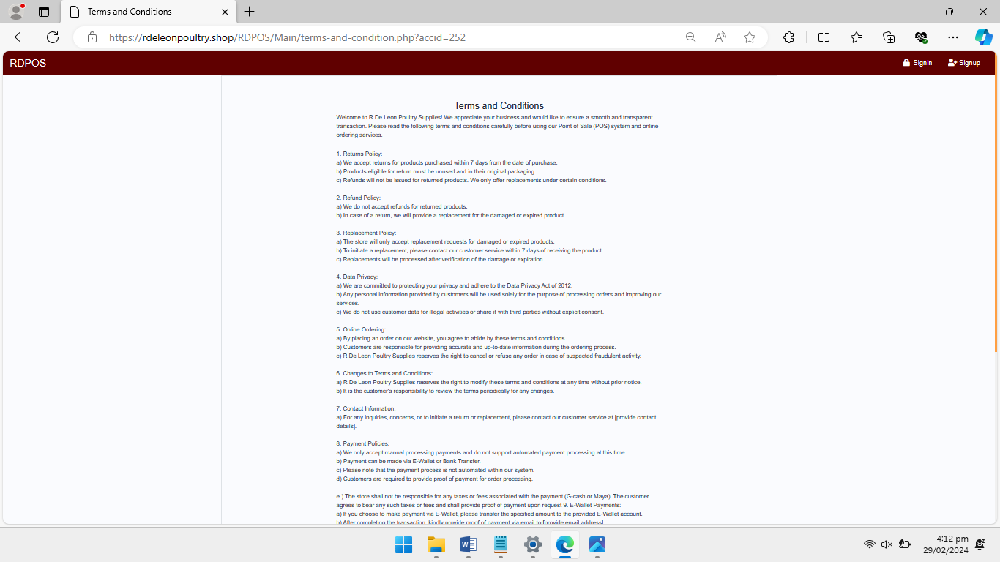 Terms and Conditions
https://rdeleonpoultry.shop/RDPOS/Main/terms-and-condition.php?accid=252
RDPOS
Signin
Signup
Terms and Conditions
Welcome to R De Leon Poultry Supplies! We appreciate your business and would like to ensure a smooth and transparent
transaction. Please read the following terms and conditions carefully before using our Point of Sale (POS) system and online
ordering services.
1. Returns Policy:
a) We accept returns for products purchased within 7 days from the date of purchase.
b) Products eligible for return must be unused and in their original packaging.
c) Refunds will not be issued for returned products. We only offer replacements under certain conditions.
2. Refund Policy:
a) We do not accept refunds for returned products.
b) In case of a return, we will provide a replacement for the damaged or expired product.
3. Replacement Policy:
a) The store will only accept replacement requests for damaged or expired products.
b) To initiate a replacement, please contact our customer service within 7 days of receiving the product.
c) Replacements will be processed after verification of the damage or expiration.
4. Data Privacy:
a) We are committed to protecting your privacy and adhere to the Data Privacy Act of 2012.
b) Any personal information provided by customers will be used solely for the purpose of processing orders and improving our
services.
c) We do not use customer data for illegal activities or share it with third parties without explicit consent.
5. Online Ordering:
a) By placing an order on our website, you agree to abide by these terms and conditions.
b) Customers are responsible for providing accurate and up-to-date information during the ordering process.
c) R De Leon Poultry Supplies reserves the right to cancel or refuse any order in case of suspected fraudulent activity.
6. Changes to Terms and Conditions:
a) R De Leon Poultry Supplies reserves the right to modify these terms and conditions at any time without prior notice.
b) It is the customer's responsibility to review the terms periodically for any changes.
7. Contact Information:
a) For any inquiries, concerns, or to initiate a return or replacement, please contact our customer service at [provide contact
details].
8. Payment Policies:
a) We only accept manual processing payments and do not support automated payment processing at this time.
b) Payment can be made via E-Wallet or Bank Transfer.
c) Please note that the payment process is not automated within our system.
d) Customers are required to provide proof of payment for order processing.
e.) The store shall not be responsible for any taxes or fees associated with the payment (G-cash or Maya). The customer
agrees to bear any such taxes or fees and shall provide proof of payment upon request 9. E-Wallet Payments:
a) If you choose to make payment via E-Wallet, please transfer the specified amount to the provided E-Wallet account.
b) After completing the transaction, kindly provide proof of payment via email to [provide email address]
4:12 pm
29/02/2024